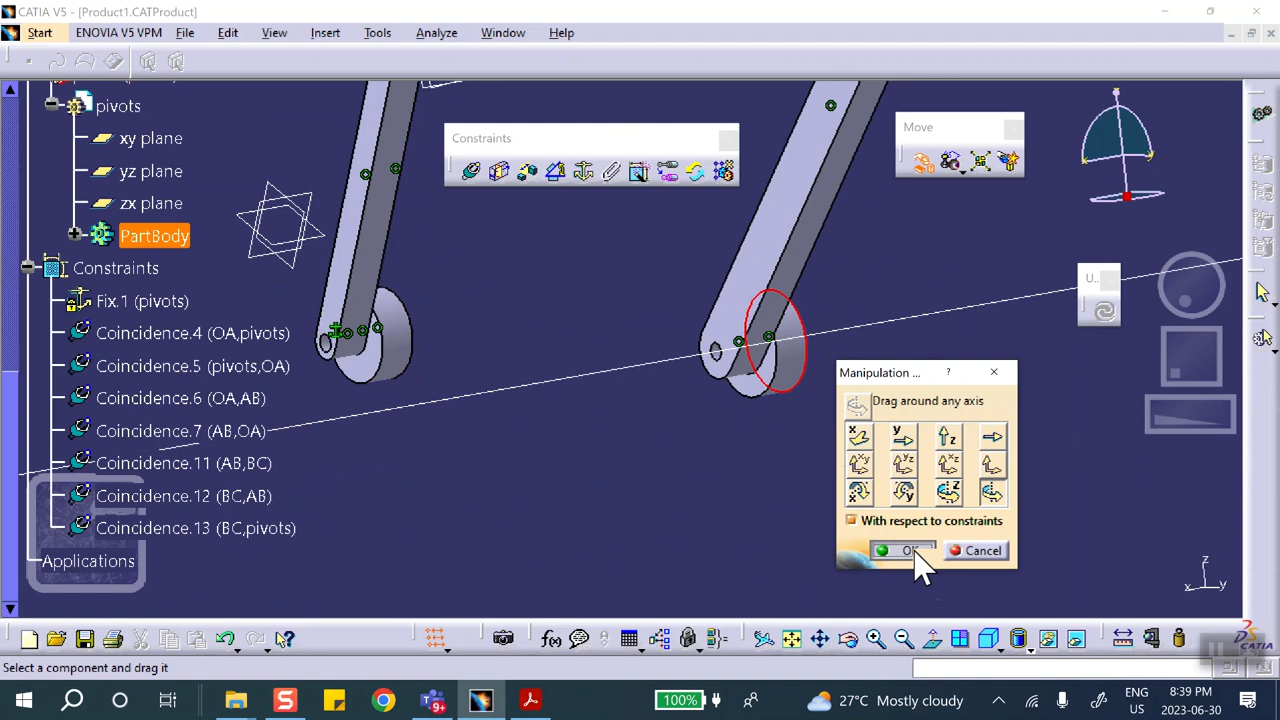 CATIA V5 - [Product1.CATProduct]
Start ENOVIA V5 VPM File Edit View Insert Tools Analyze Window Help
pivots
xy plane
yz plane
zx plane
PartBody
Constraints
Fix.1 (pivots)
Coincidence.4 (OA,pivots)
Coincidence.5 (pivots,OA)
Coincidence.6 (OA,AB)
Coincidence.7 (AB,OA)
Coincidence.11 (AB,BC)
Coincidence.12 (BC,AB)
Coincidence.13 (BC,pivots)
Applications
Constraints
Move
U..
Manipulation ... ?
Drag around any axis
With respect to constraints
OK Cancel
z
x y
f(x)
CATIA
Select a component and drag it
9+
100%
27°C Mostly cloudy
ENG
US
8:39 PM
2023-06-30